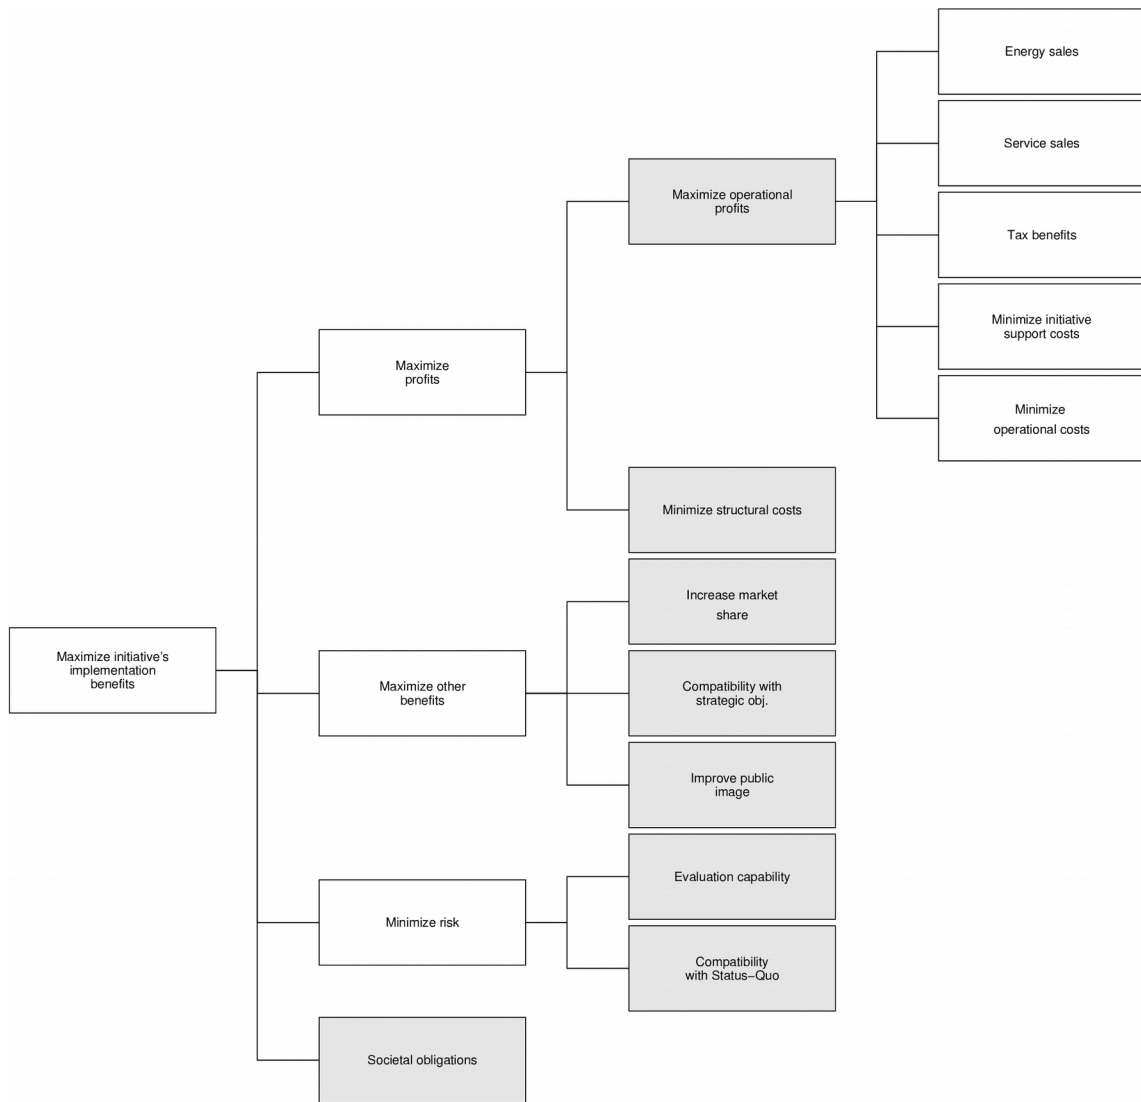 Energy sales
Service sales
Maximize operational
profits
Tax benefits
Minimize initiative
support costs
Maximize
profits
Minimize
operational costs
Minimize structural costs
Increase market
share
Maximize initiative's
implementation
benefits
Maximize other
benefits
Compatibility with
strategic obj.
Improve public
image
Evaluation capability
Minimize risk
Compatibility
with Status–Quo
Societal obligations